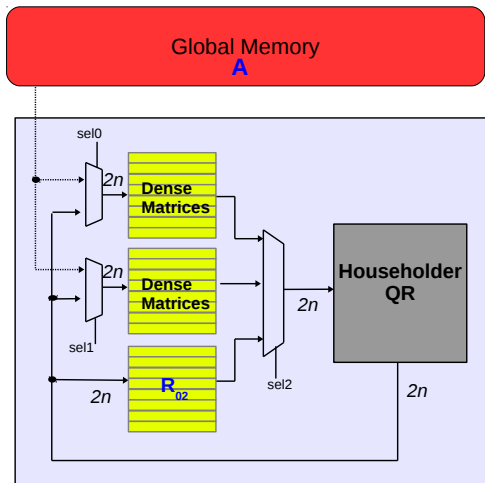 Global Memory
A
sel0
2n
Dense
Matrices
2n
Dense
Matrices
sel1
2n
R02
sel2
2n
Householder
QR
2n